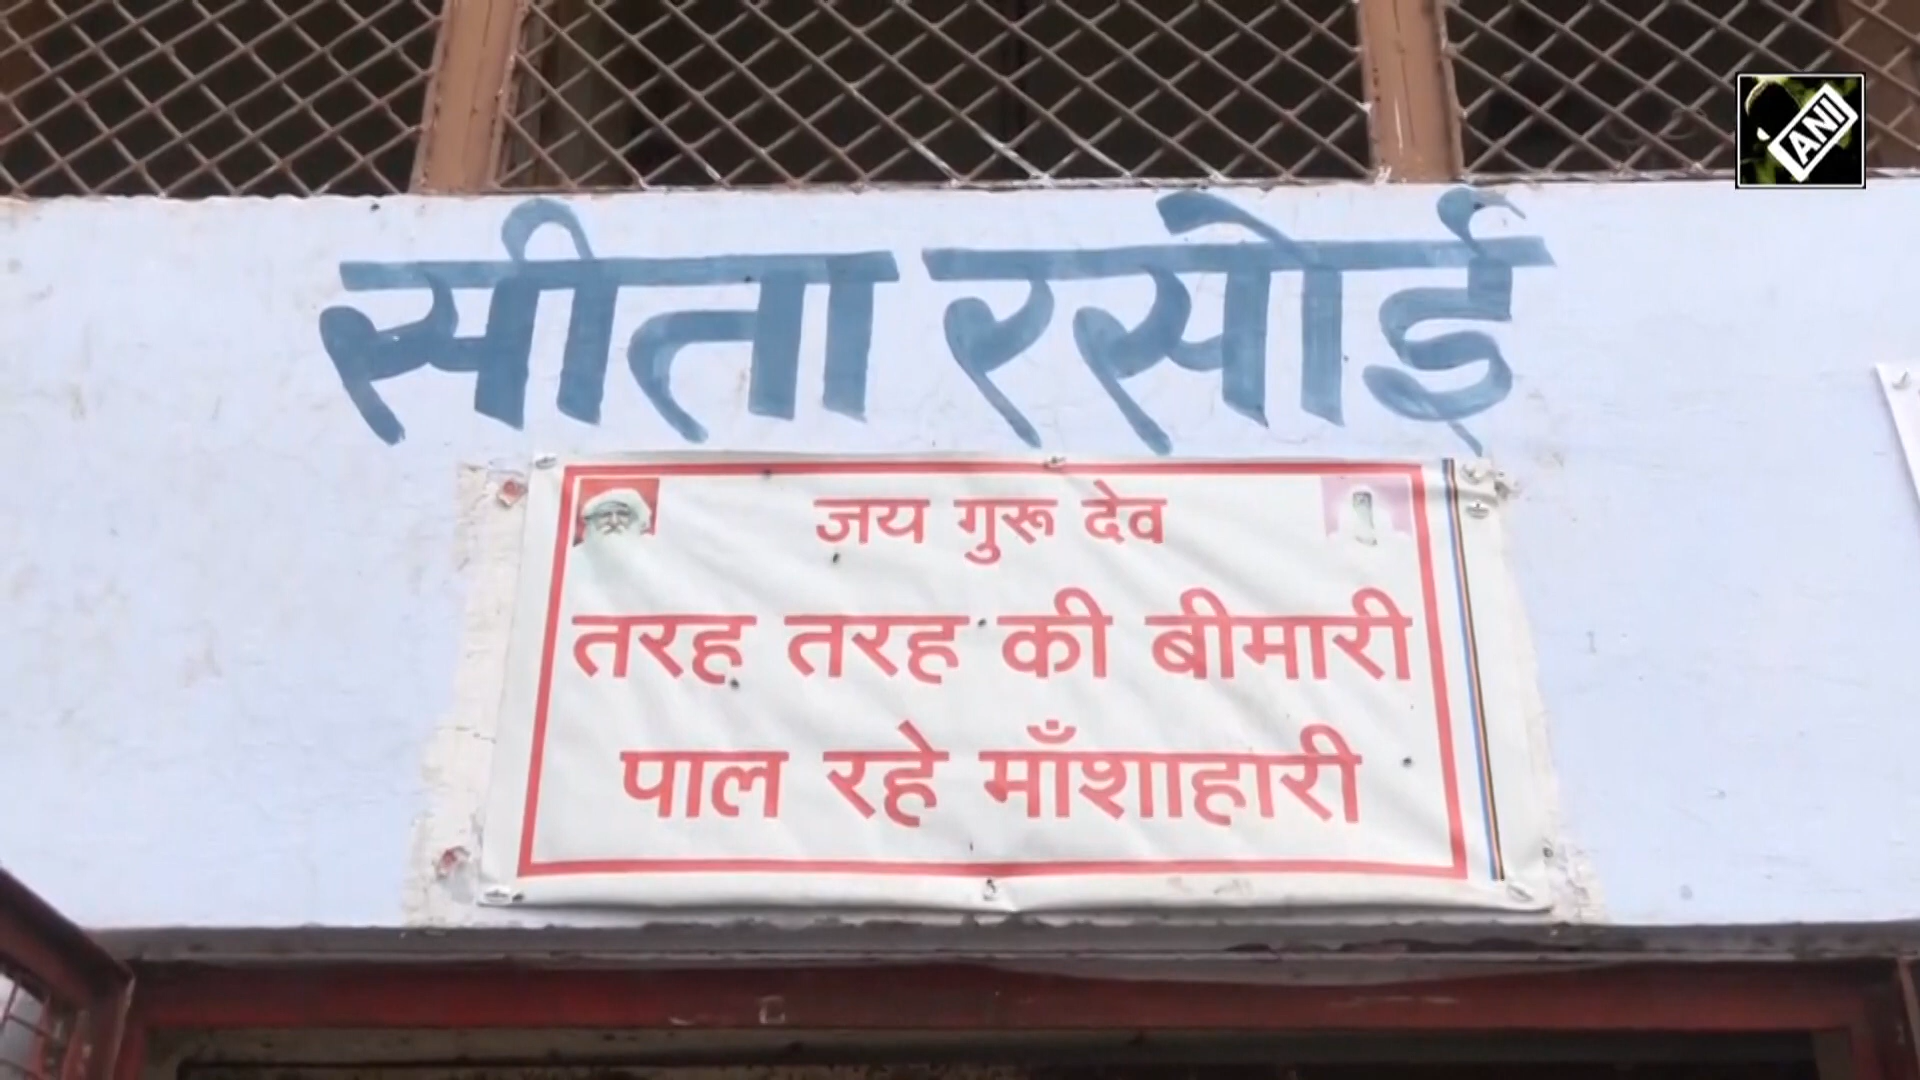 ANI
सीता रसोई
जय गुरू देव
तरह तरह की बीमारी
पाल रहे माँशाहारी